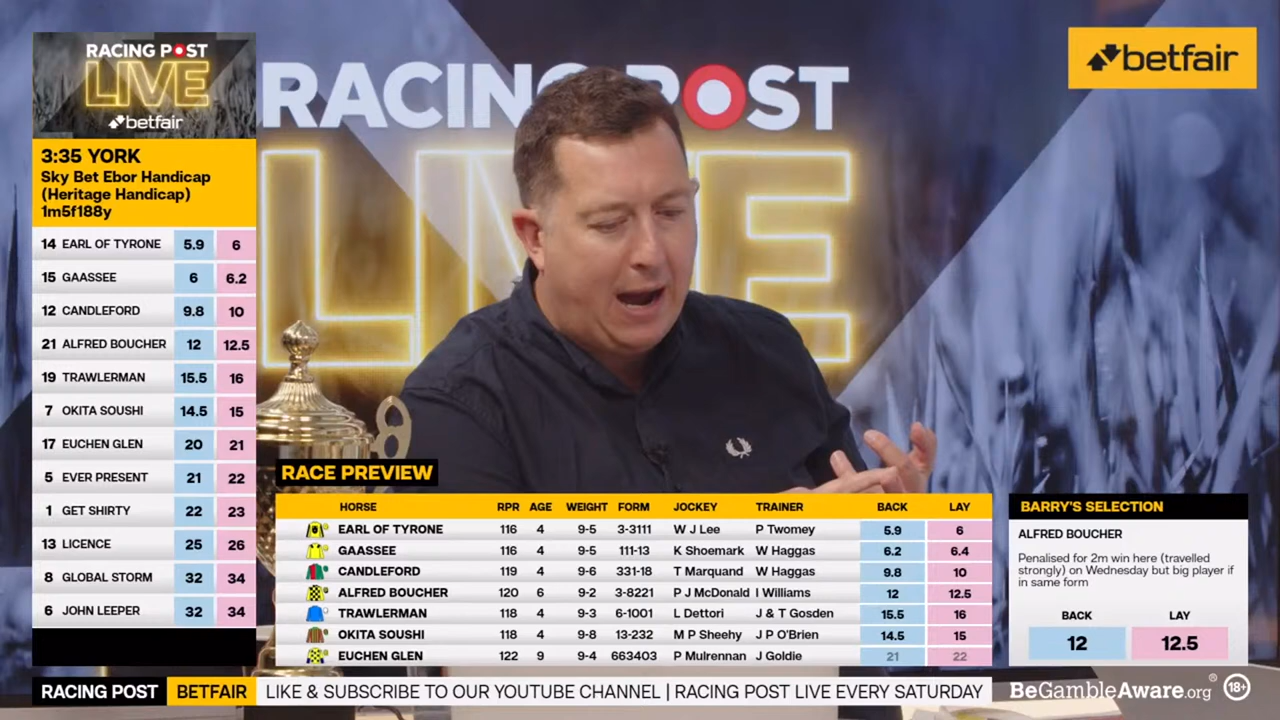 RACING POST
LIVE
betfair
3:35 YORK
Sky Bet Ebor Handicap
(Heritage Handicap)
1m5f188y
14 EARL OF TYRONE 5.9 6
15 GAASSEE 6 6.2
12 CANDLEFORD 9.8 10
21 ALFRED BOUCHER 12 12.5
19 TRAWLERMAN 15.5 16
7 OKITA SOUSHI 14.5 15
17 EUCHEN GLEN 20 21
5 EVER PRESENT 21 22
1 GET SHIRTY 22 23
13 LICENCE 25 26
8 GLOBAL STORM 32 34
6 JOHN LEEPER 32 34
RACING POST
LIVE
betfair
RACE PREVIEW
HORSE RPR AGE WEIGHT FORM JOCKEY TRAINER BACK LAY
EARL OF TYRONE 116 4 9-5 3-3111 W J Lee P Twomey 5.9 6
GAASSEE 116 4 9-5 111-13 K Shoemark W Haggas 6.2 6.4
CANDLEFORD 119 4 9-6 331-18 T Marquand W Haggas 9.8 10
ALFRED BOUCHER 120 6 9-2 3-8221 P J McDonald I Williams 12 12.5
TRAWLERMAN 118 4 9-3 6-1001 L Dettori J & T Gosden 15.5 16
OKITA SOUSHI 118 4 9-8 13-232 M P Sheehy J P O'Brien 14.5 15
EUCHEN GLEN 122 9 9-4 663403 P Mulrennan J Goldie 21 22
BARRY'S SELECTION
ALFRED BOUCHER
Penalised for 2m win here (travelled
strongly) on Wednesday but big player if
in same form
BACK LAY
12 12.5
RACING POST BETFAIR LIKE & SUBSCRIBE TO OUR YOUTUBE CHANNEL | RACING POST LIVE EVERY SATURDAY
BeGambleAware.org® 18+